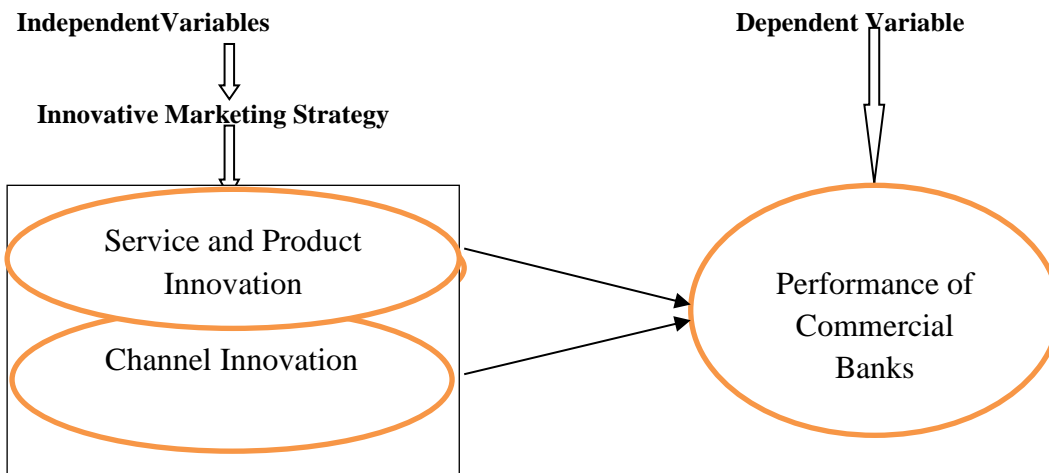 IndependentVariables
Dependent Variable
Innovative Marketing Strategy
Service and Product
Innovation
Channel Innovation
Performance of
Commercial
Banks